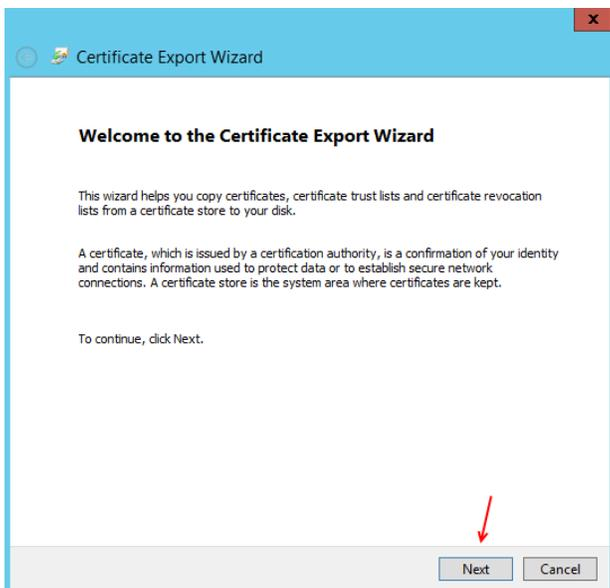 x
Certificate Export Wizard
Welcome to the Certificate Export Wizard
This wizard helps you copy certificates, certificate trust lists and certificate revocation
lists from a certificate store to your disk.
A certificate, which is issued by a certification authority, is a confirmation of your identity
and contains information used to protect data or to establish secure network
connections. A certificate store is the system area where certificates are kept.
To continue, click Next.
Next Cancel